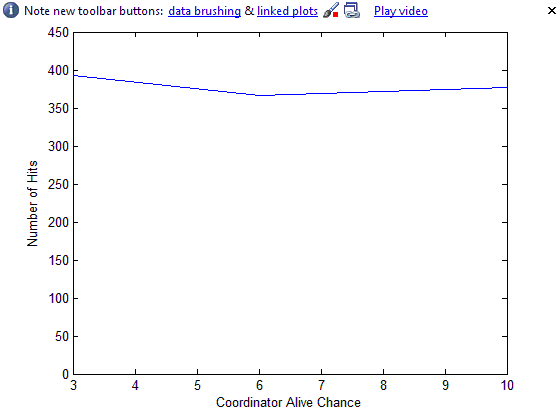 Note new toolbar buttons: data brushing & linked plots Play video
450
400
350
300
250
200
150
100
50
0
Number of Hits
3 4 5 6 7 8 9 10
Coordinator Alive Chance